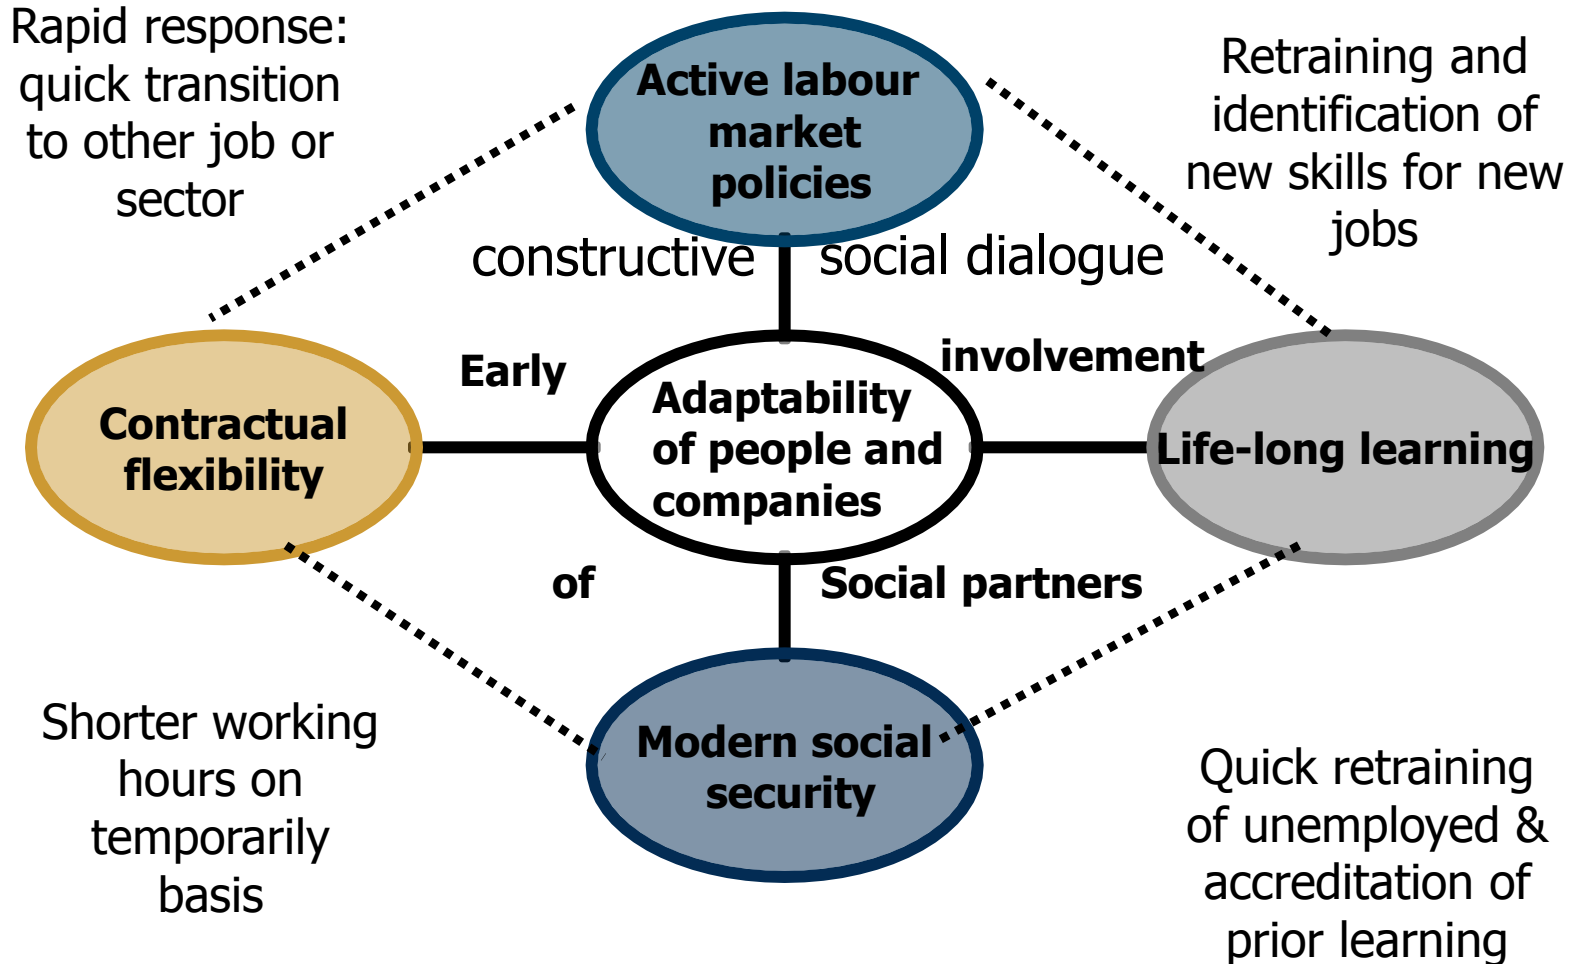 Rapid response:
quick transition
to other job or
sector
Active labour
market
policies
Retraining and
identification of
new skills for new
jobs
constructive social dialogue
Early involvement
Contractual
flexibility
Adaptability
of people and
companies
Life-long learning
of Social partners
Shorter working
hours on
temporarily
basis
Modern social
security
Quick retraining
of unemployed &
accreditation of
prior learning